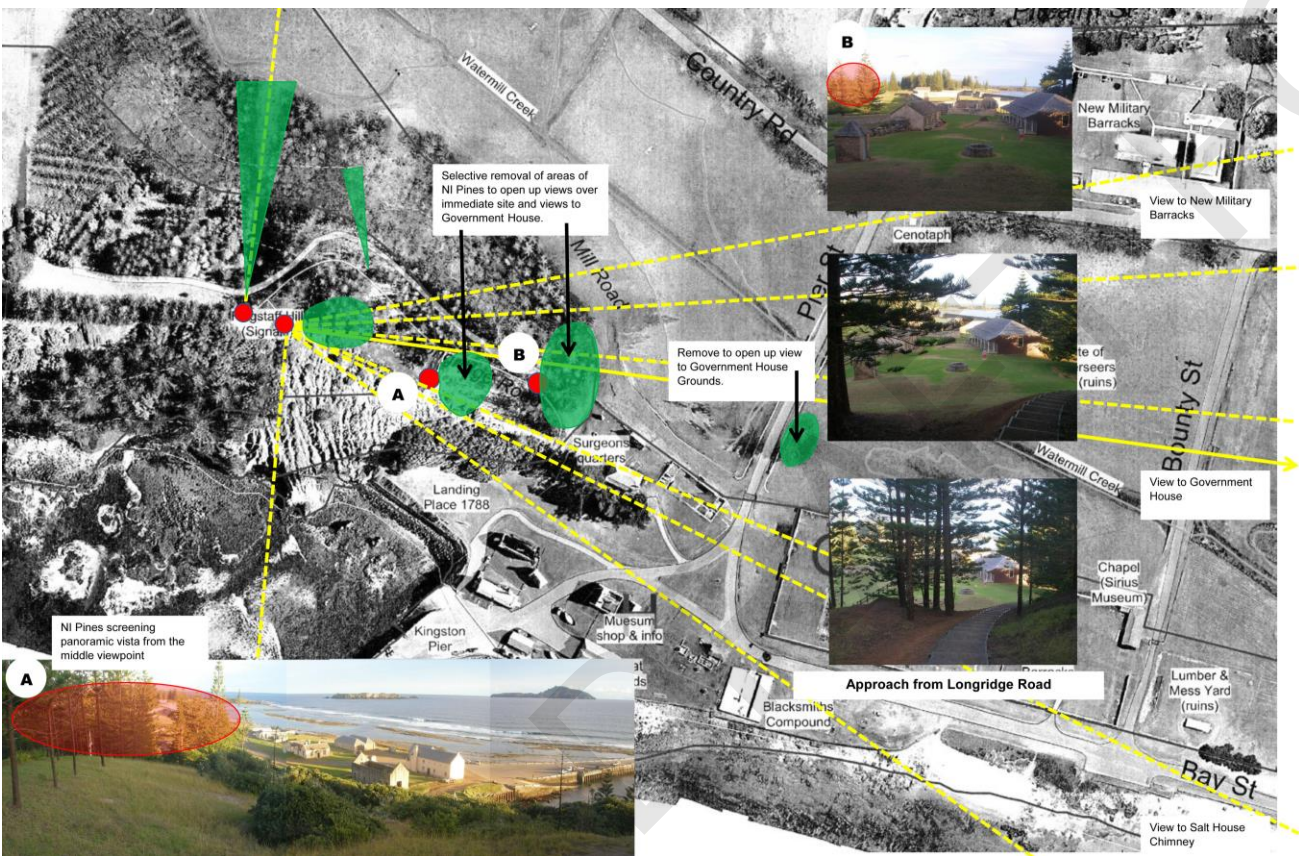 Watermill Creek
Country Rd
B
New Military
Barracks
View to New Military
Barracks
Selective removal of areas of
NI Pines to open up views over
immediate site and views to
Government House.
Mill Road
Pier St
Cenotaph
Flagstaff Hill
B
A
Remove to open up view
to Government House
Grounds.
(ruins)
Bounty St
Surgeons
quarters
Watermill Creek
View to Government
House
Landing
Place 1788
Chapel
(Sirius
Museum)
NI Pines screening
panoramic vista from the
middle viewpoint
Kingston
Pier
Muesum
shop & info
A
Approach from Longridge Road
Lumber &
Mess Yard
(ruins)
Blacksmiths
Compound
Bay St
View to Salt House
Chimney